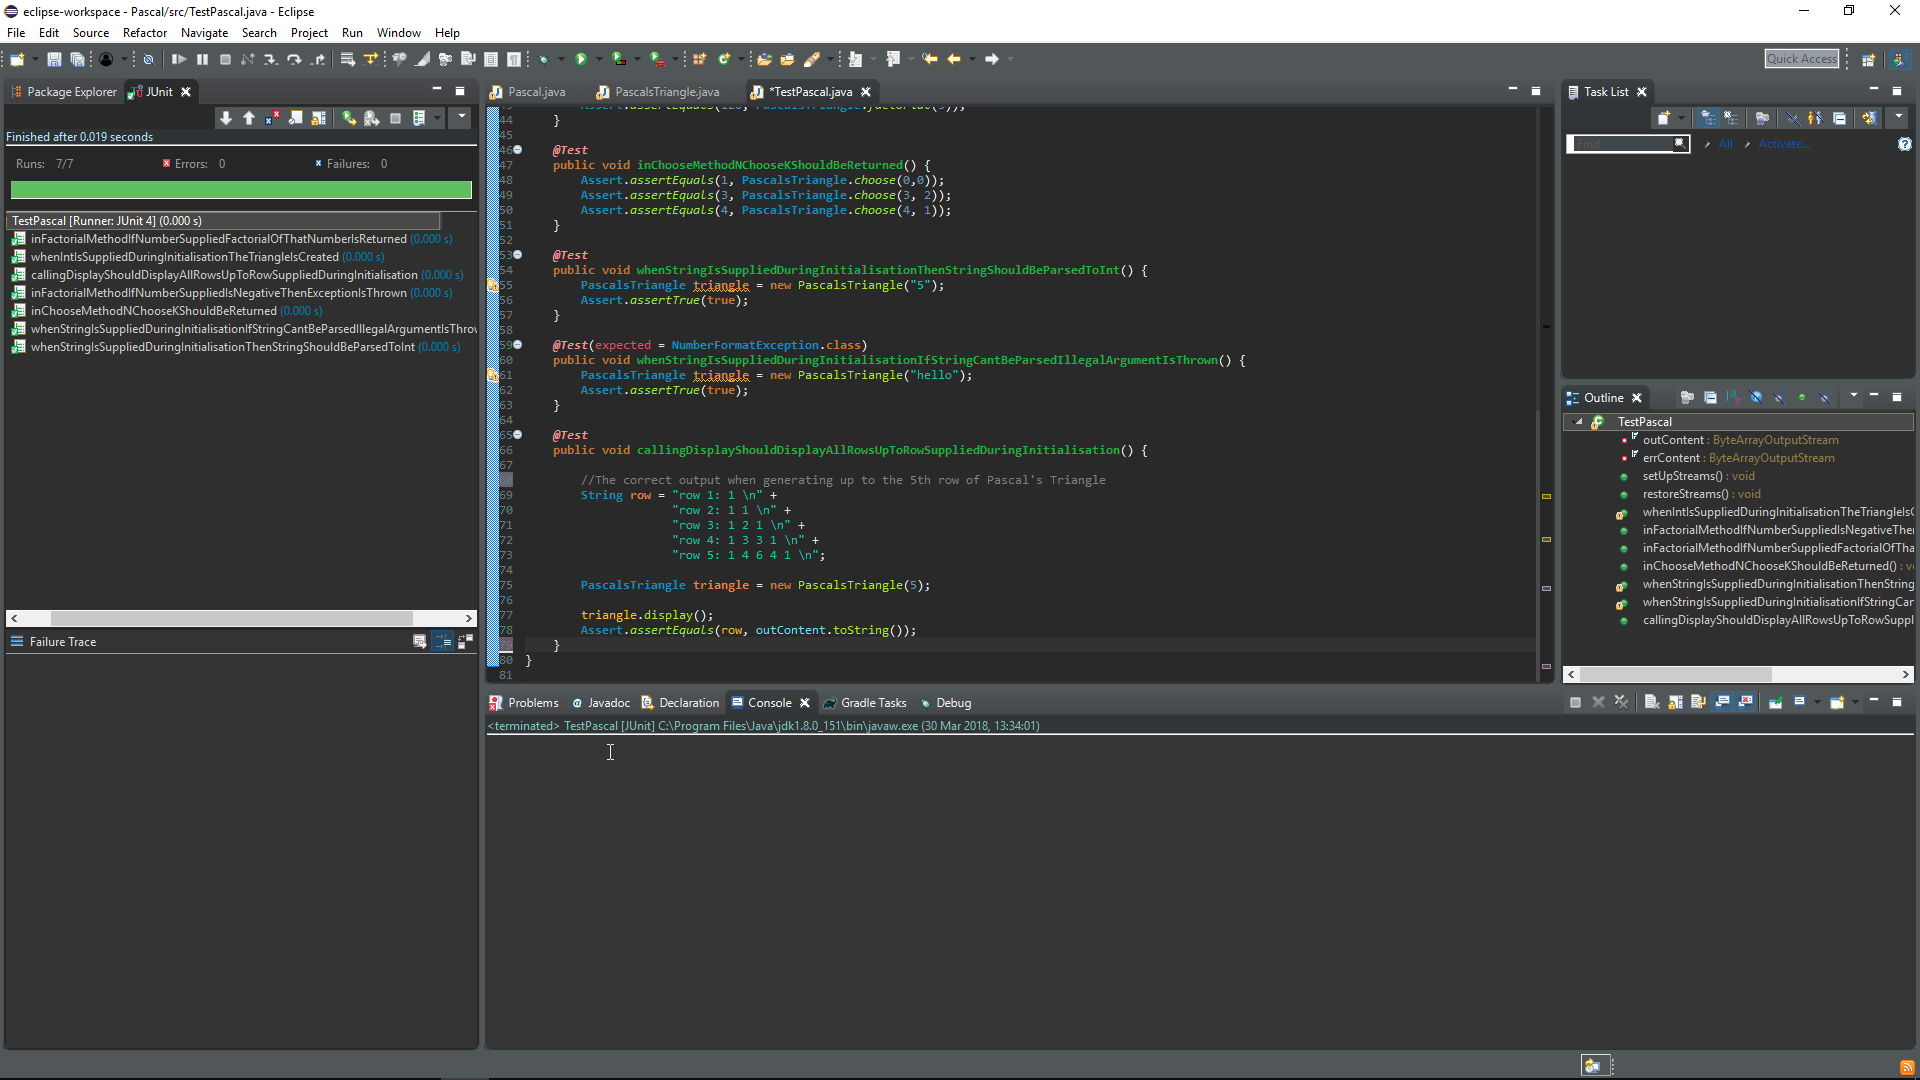 eclipse-workspace - Pascal/src/TestPascal.java - Eclipse
File Edit Source Refactor Navigate Search Project Run Window Help
Quick Access
Package Explorer JUnit
Finished after 0.019 seconds
Runs: 7/7 Errors: 0 Failures: 0
TestPascal [Runner: JUnit 4] (0.000 s)
inFactorialMethodIfNumberSuppliedFactorialOfThatNumberIsReturned (0.000 s)
whenIntIsSuppliedDuringInitialisationTheTriangleIsCreated (0.000 s)
callingDisplayShouldDisplayAllRowsUpToRowSuppliedDuringInitialisation (0.000 s)
inFactorialMethodIfNumberSuppliedIsNegativeThenExceptionIsThrown (0.000 s)
inChooseMethodNChooseKShouldBeReturned (0.000 s)
whenStringIsSuppliedDuringInitialisationIfStringCantBeParsedIllegalArgumentIsThrow
whenStringIsSuppliedDuringInitialisationThenStringShouldBeParsedToInt (0.000 s)
Failure Trace
Pascal.java PascalsTriangle.java *TestPascal.java
44 }
45
46 @Test
47 public void inChooseMethodNChooseKShouldBeReturned() {
48 Assert.assertEquals(1, PascalsTriangle.choose(0,0));
49 Assert.assertEquals(3, PascalsTriangle.choose(3, 2));
50 Assert.assertEquals(4, PascalsTriangle.choose(4, 1));
51 }
52
53 @Test
54 public void whenStringIsSuppliedDuringInitialisationThenStringShouldBeParsedToInt() {
55 PascalsTriangle triangle = new PascalsTriangle("5");
56 Assert.assertTrue(true);
57 }
58
59 @Test(expected = NumberFormatException.class)
60 public void whenStringIsSuppliedDuringInitialisationIfStringCantBeParsedIllegalArgumentIsThrown() {
61 PascalsTriangle triangle = new PascalsTriangle("hello");
62 Assert.assertTrue(true);
63 }
64
65 @Test
66 public void callingDisplayShouldDisplayAllRowsUpToRowSuppliedDuringInitialisation() {
67
68 //The correct output when generating up to the 5th row of Pascal's Triangle
69 String row = "row 1: 1 \n" +
70 "row 2: 1 1 \n" +
71 "row 3: 1 2 1 \n" +
72 "row 4: 1 3 3 1 \n" +
73 "row 5: 1 4 6 4 1 \n";
74
75 PascalsTriangle triangle = new PascalsTriangle(5);
76
77 triangle.display();
78 Assert.assertEquals(row, outContent.toString());
79 }
80 }
81
Problems Javadoc Declaration Console Gradle Tasks Debug
<terminated> TestPascal [JUnit] C:\Program Files\Java\jdk1.8.0_151\bin\javaw.exe (30 Mar 2018, 13:34:01)
Task List
Find All Activate...
Outline
TestPascal
outContent : ByteArrayOutputStream
errContent : ByteArrayOutputStream
setUpStreams() : void
restoreStreams() : void
whenIntIsSuppliedDuringInitialisationTheTriangleIsC
inFactorialMethodIfNumberSuppliedIsNegativeThe
inFactorialMethodIfNumberSuppliedFactorialOfTha
inChooseMethodNChooseKShouldBeReturned() : v
whenStringIsSuppliedDuringInitialisationThenString
whenStringIsSuppliedDuringInitialisationIfStringCar
callingDisplayShouldDisplayAllRowsUpToRowSuppl